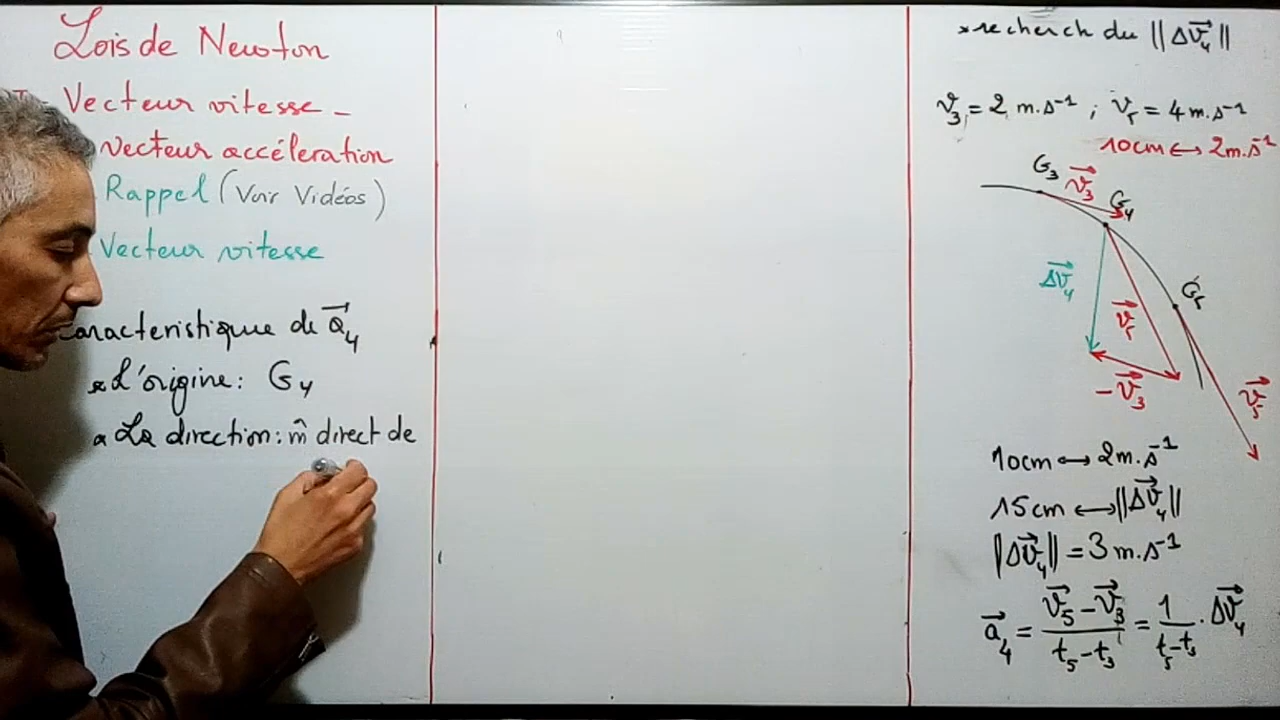 Lois de Newton
I- Vecteur vitesse -
vecteur accéleration
Rappel (Voir Vidéos)
Vecteur vitesse
caracteristique de a⃗₄
* L'origine: G₄
* La direction: m̂ direct de
* recherch du ||Δv⃗₄||
v₃ = 2 m.s⁻¹ ; v₅ = 4 m.s⁻¹
10cm ↔ 2m.s⁻¹
G₃ v⃗₃ G₄
Δv⃗₄ v⃗₅ G₅
-v⃗₃ v⃗₅
10cm ↔ 2m.s⁻¹
15cm ↔ ||Δv⃗₄||
||Δv⃗₄|| = 3 m.s⁻¹
a⃗₄ = (v⃗₅ - v⃗₃)/(t₅ - t₃) = 1/(t₅ - t₃) . Δv⃗₄